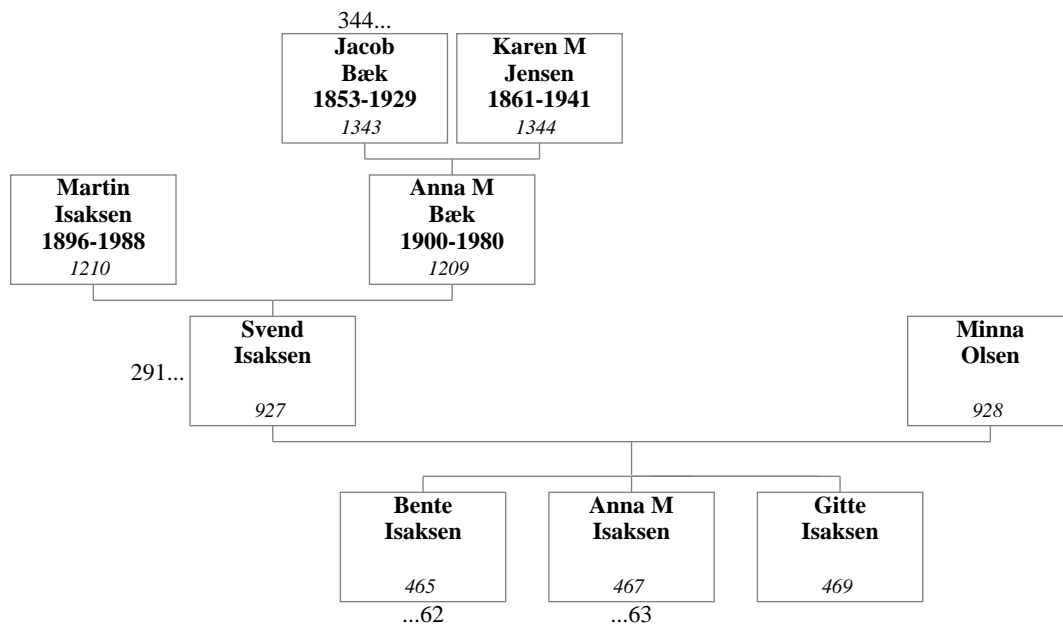 344...
Jacob
Bæk
1853-1929
1343
Karen M
Jensen
1861-1941
1344
Martin
Isaksen
1896-1988
1210
Anna M
Bæk
1900-1980
1209
291...
Svend
Isaksen
927
Minna
Olsen
928
Bente
Isaksen
465
...62
Anna M
Isaksen
467
...63
Gitte
Isaksen
469